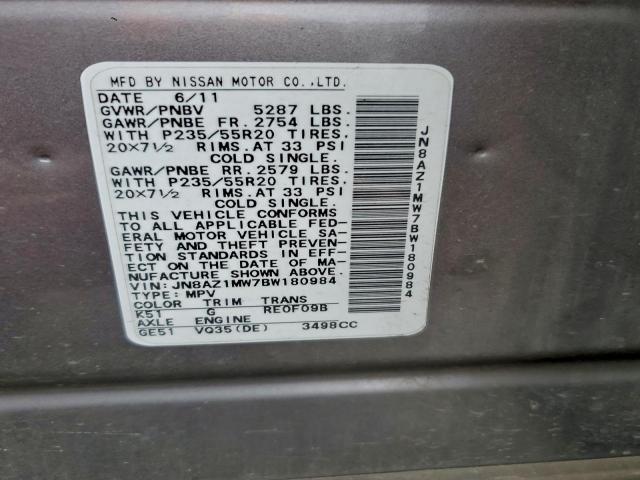 MFD BY NISSAN MOTOR CO.,LTD.
DATE 6/11
GVWR/PNBV 5287 LBS.
GAWR/PNBE FR. 2754 LBS.
WITH P235/55R20 TIRES.
20×7½ RIMS.AT 33 PSI
COLD SINGLE.
GAWR/PNBE RR. 2579 LBS.
WITH P235/55R20 TIRES.
20×7½ RIMS.AT 33 PSI
COLD SINGLE.
THIS VEHICLE CONFORMS
TO ALL APPLICABLE FED-
ERAL MOTOR VEHICLE SA-
FETY AND THEFT PREVEN-
TION STANDARDS IN EFF-
ECT ON THE DATE OF MA-
NUFACTURE SHOWN ABOVE.
VIN: JN8AZ1MW7BW180984
TYPE: MPV
COLOR TRIM TRANS
K51 G RE0F09B
AXLE ENGINE
GE51 VQ35(DE) 3498CC
JN8AZ1MW7BW180984